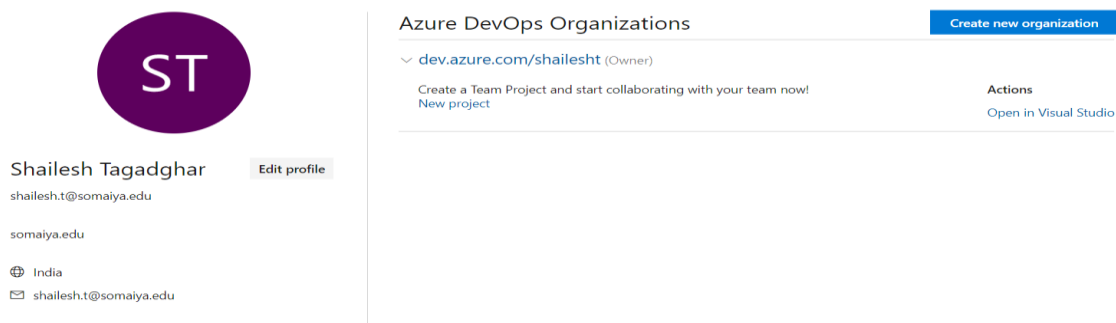 ST
Shailesh Tagadghar
Edit profile
shailesh.t@somaiya.edu
somaiya.edu
India
shailesh.t@somaiya.edu
Azure DevOps Organizations
Create new organization
dev.azure.com/shailesht (Owner)
Create a Team Project and start collaborating with your team now!
New project
Actions
Open in Visual Studio